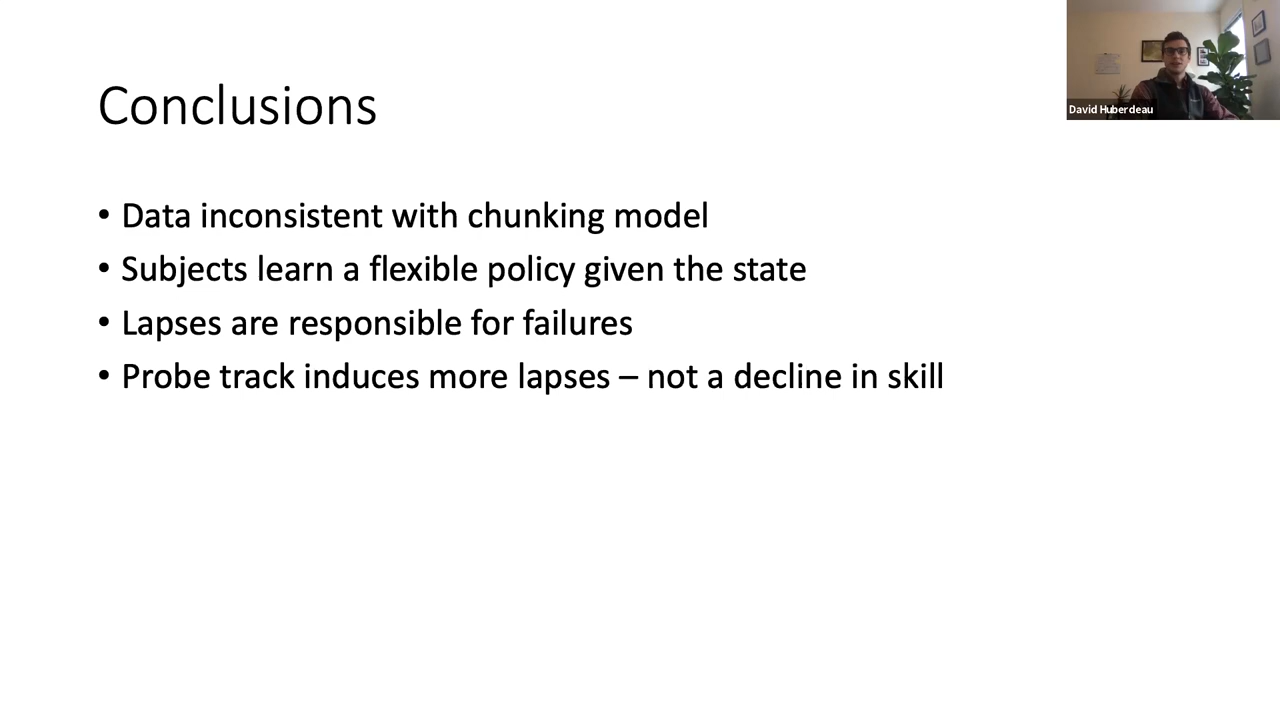 Conclusions
David Huberdeau
• Data inconsistent with chunking model
• Subjects learn a flexible policy given the state
• Lapses are responsible for failures
• Probe track induces more lapses – not a decline in skill